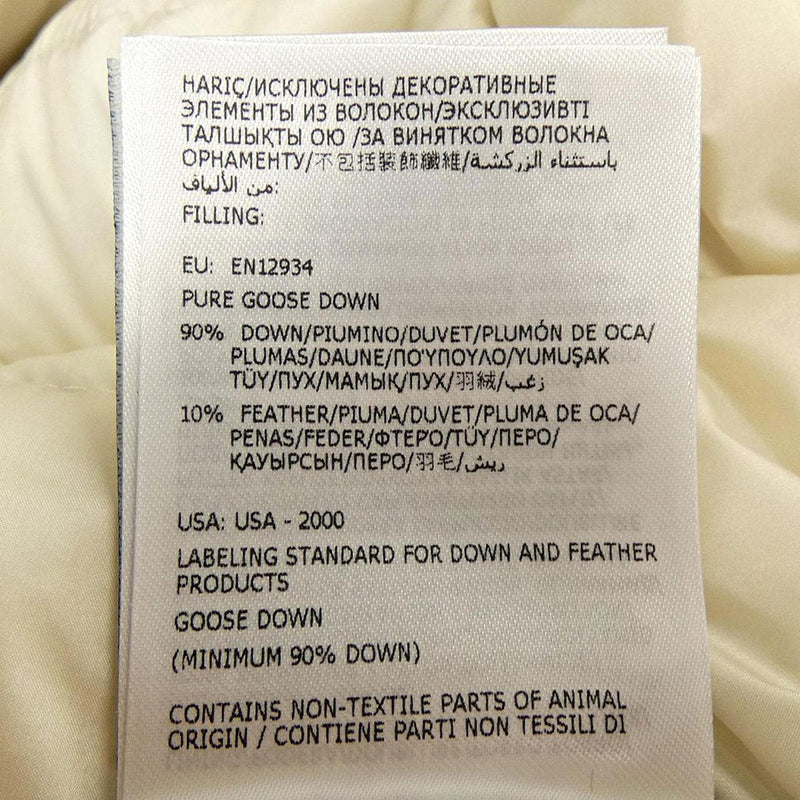 HARİÇ/ИСКЛЮЧЕНЫ ДЕКОРАТИВНЫЕ
ЭЛЕМЕНТЫ ИЗ ВОЛОКОН/ЭКСКЛЮЗИВТІ
ТАЛШЫҚТЫ ОЮ /ЗА ВИНЯТКОМ ВОЛОКНА
ОРНАМЕНТУ/不包括裝飾纖維/باستثناء الزركشة
من الألياف:
FILLING:
EU: EN12934
PURE GOOSE DOWN
90% DOWN/PIUMINO/DUVET/PLUMÓN DE OCA/
PLUMAS/DAUNE/ΠΟΎΠΟΥΛΟ/YUMUŞAK
TÜY/ПУХ/МАМЫҚ/ПУХ/羽絨/زغب
10% FEATHER/PIUMA/DUVET/PLUMA DE OCA/
PENAS/FEDER/ΦΤΕΡΌ/TÜY/ПЕРО/
ҚАУЫРСЫН/ПЕРО/羽毛/ريش
USA: USA - 2000
LABELING STANDARD FOR DOWN AND FEATHER
PRODUCTS
GOOSE DOWN
(MINIMUM 90% DOWN)
CONTAINS NON-TEXTILE PARTS OF ANIMAL
ORIGIN / CONTIENE PARTI NON TESSILI DI